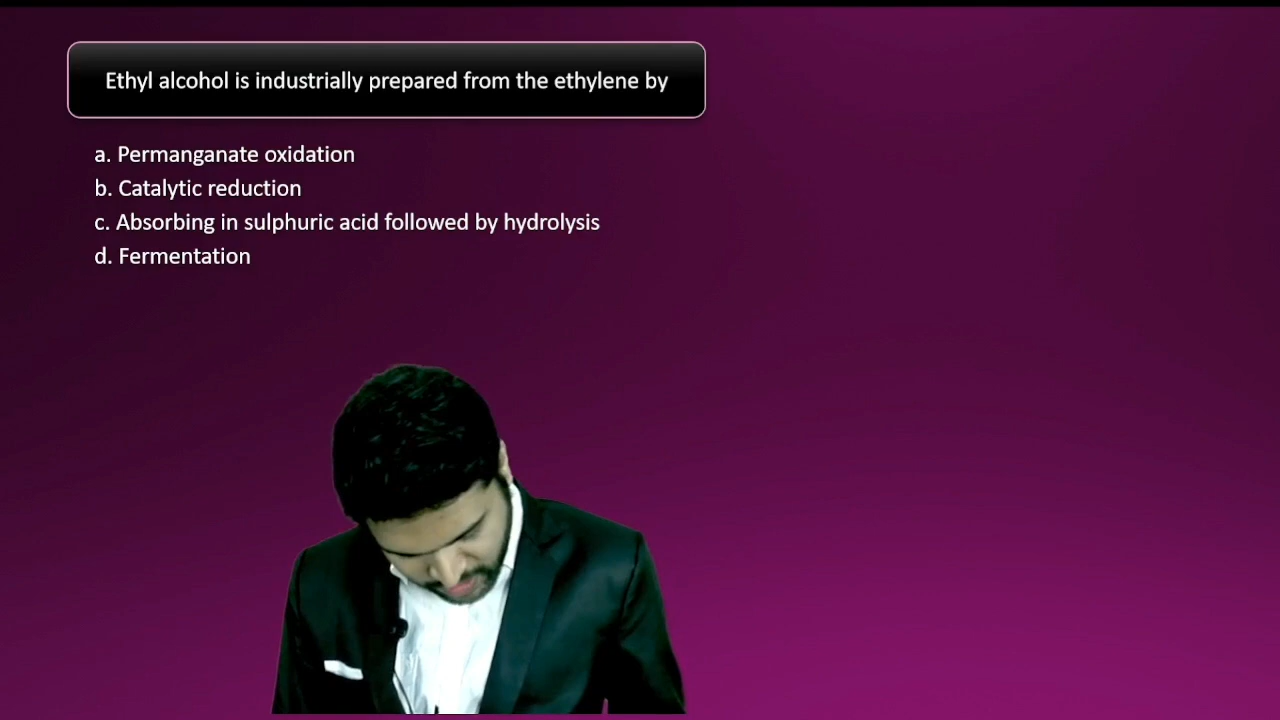 Ethyl alcohol is industrially prepared from the ethylene by
a. Permanganate oxidation
b. Catalytic reduction
c. Absorbing in sulphuric acid followed by hydrolysis
d. Fermentation